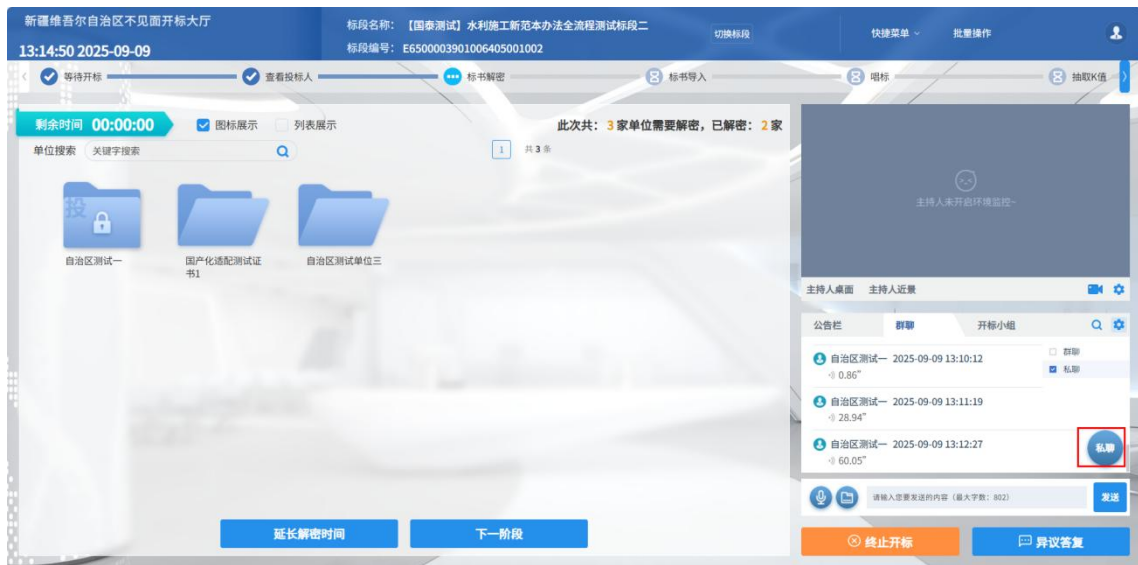 新疆维吾尔自治区不见面开标大厅
13:14:50 2025-09-09
标段名称： 【国泰测试】水利施工新范本办法全流程测试标段二
标段编号： E6500003901006405001002
切换标段
快捷菜单
批量操作
等待开标
查看投标人
标书解密
标书导入
唱标
抽取K值
剩余时间 00:00:00
图标展示
列表展示
此次共： 3 家单位需要解密，已解密： 2 家
单位搜索 关键字搜索
1 共 3 条
投
自治区测试一
国产化适配测试证书1
自治区测试单位三
延长解密时间
下一阶段
主持人未开启环境监控~
主持人桌面 主持人近景
公告栏 群聊 开标小组
群聊
私聊
自治区测试一 2025-09-09 13:10:12
0.86"
自治区测试一 2025-09-09 13:11:19
28.94"
自治区测试一 2025-09-09 13:12:27
60.05"
私聊
请输入您要发送的内容（最大字数：802）
发送
终止开标
异议答复